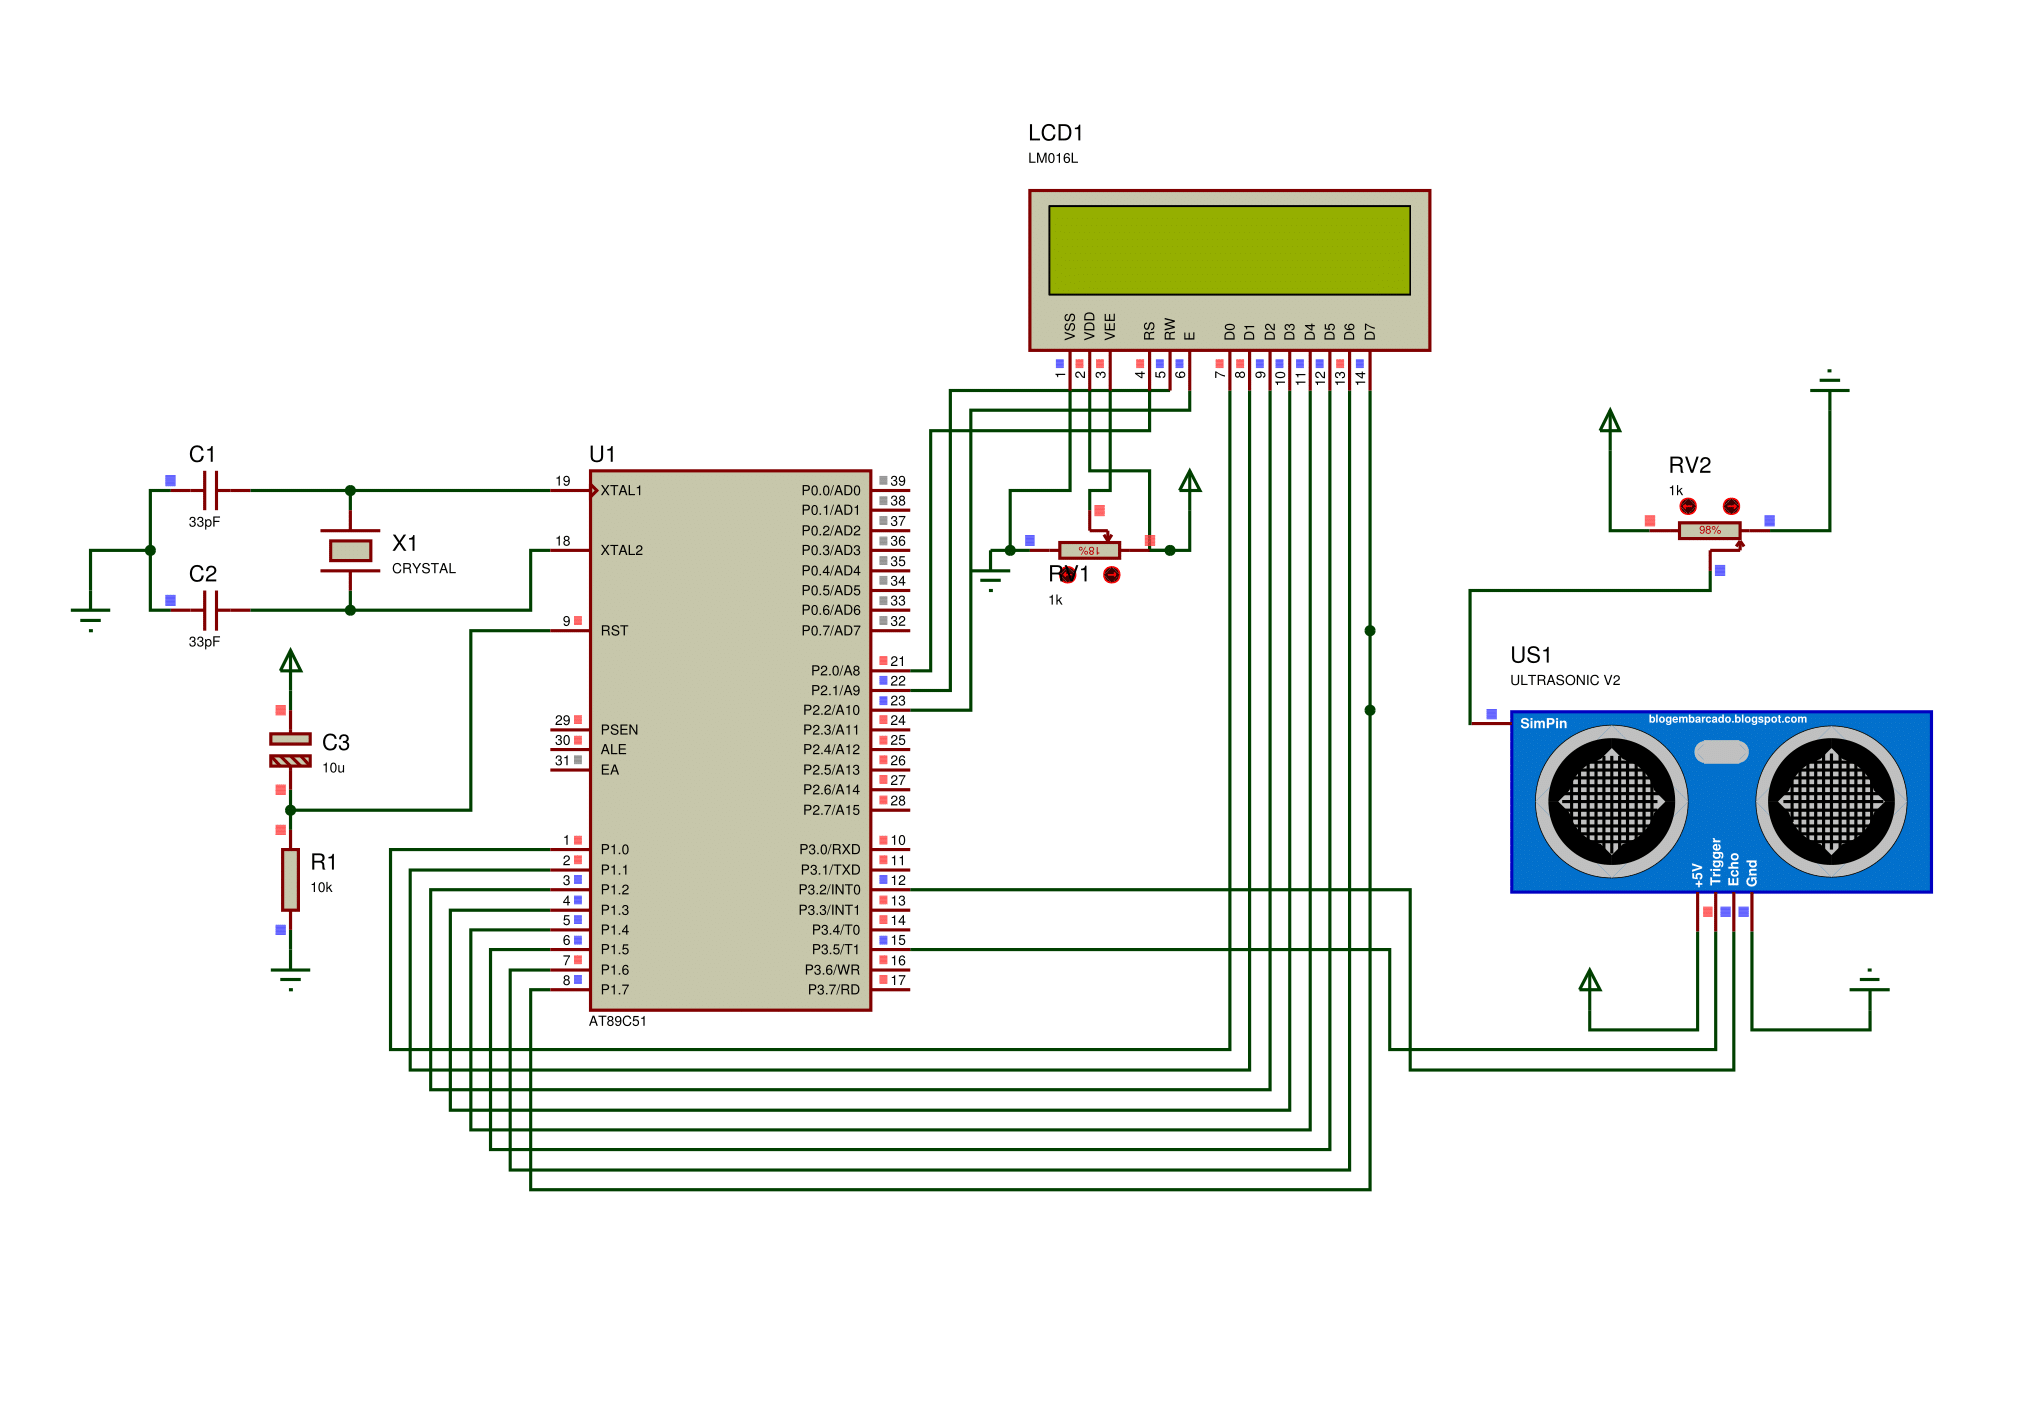 LCD1
LM016L
VSS
VDD
VEE
RS
RW
E
D0
D1
D2
D3
D4
D5
D6
D7
1
2
3
4
5
6
7
8
9
10
11
12
13
14
C1
33pF
C2
33pF
X1
CRYSTAL
C3
10u
R1
10k
U1
AT89C51
19 XTAL1
18 XTAL2
9 RST
29 PSEN
30 ALE
31 EA
1 P1.0
2 P1.1
3 P1.2
4 P1.3
5 P1.4
6 P1.5
7 P1.6
8 P1.7
P0.0/AD0 39
P0.1/AD1 38
P0.2/AD2 37
P0.3/AD3 36
P0.4/AD4 35
P0.5/AD5 34
P0.6/AD6 33
P0.7/AD7 32
P2.0/A8 21
P2.1/A9 22
P2.2/A10 23
P2.3/A11 24
P2.4/A12 25
P2.5/A13 26
P2.6/A14 27
P2.7/A15 28
P3.0/RXD 10
P3.1/TXD 11
P3.2/INT0 12
P3.3/INT1 13
P3.4/T0 14
P3.5/T1 15
P3.6/WR 16
P3.7/RD 17
18%
RV1
1k
RV2
1k
98%
US1
ULTRASONIC V2
SimPin
blogembarcado.blogspot.com
+5V
Trigger
Echo
Gnd